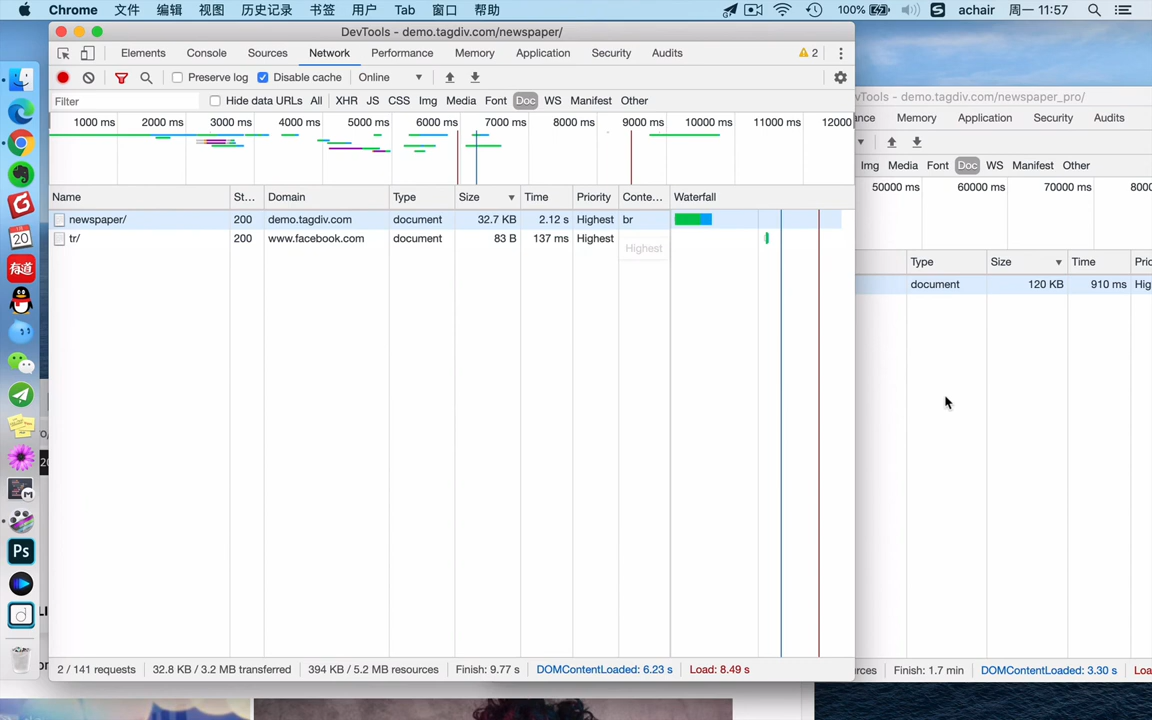 Chrome 文件 编辑 视图 历史记录 书签 用户 Tab 窗口 帮助 100% achair 周一 11:57
DevTools - demo.tagdiv.com/newspaper/
Elements Console Sources Network Performance Memory Application Security Audits 2
Preserve log Disable cache Online
Filter Hide data URLs All XHR JS CSS Img Media Font Doc WS Manifest Other
1000 ms 2000 ms 3000 ms 4000 ms 5000 ms 6000 ms 7000 ms 8000 ms 9000 ms 10000 ms 11000 ms 12000
Name St... Domain Type Size Time Priority Conte... Waterfall
newspaper/ 200 demo.tagdiv.com document 32.7 KB 2.12 s Highest br
tr/ 200 www.facebook.com document 83 B 137 ms Highest
Highest
2 / 141 requests 32.8 KB / 3.2 MB transferred 394 KB / 5.2 MB resources Finish: 9.77 s DOMContentLoaded: 6.23 s Load: 8.49 s
vTools - demo.tagdiv.com/newspaper_pro/
ance Memory Application Security Audits
Img Media Font Doc WS Manifest Other
50000 ms 60000 ms 70000 ms 800
Type Size Time Pric
document 120 KB 910 ms Hig
rces Finish: 1.7 min DOMContentLoaded: 3.30 s Loa
20
有道
Ps
d